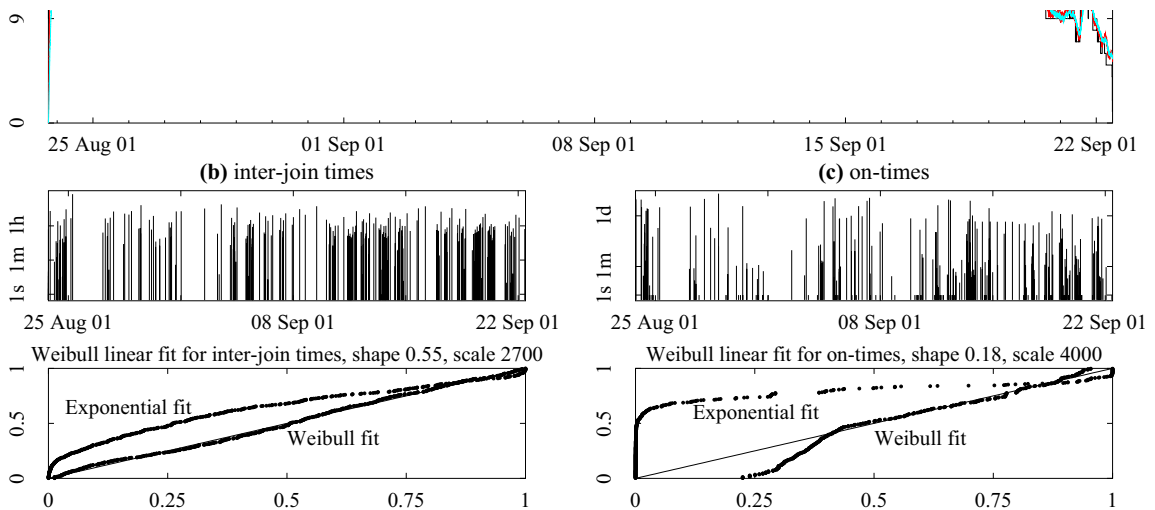 9
0
25 Aug 01 01 Sep 01 08 Sep 01 15 Sep 01 22 Sep 01
(b) inter-join times
1s 1m 1h
25 Aug 01 08 Sep 01 22 Sep 01
(c) on-times
1s 1m 1d
25 Aug 01 08 Sep 01 22 Sep 01
Weibull linear fit for inter-join times, shape 0.55, scale 2700
0 0.5 1
Exponential fit
Weibull fit
0 0.25 0.5 0.75 1
Weibull linear fit for on-times, shape 0.18, scale 4000
0 0.5 1
Exponential fit
Weibull fit
0 0.25 0.5 0.75 1